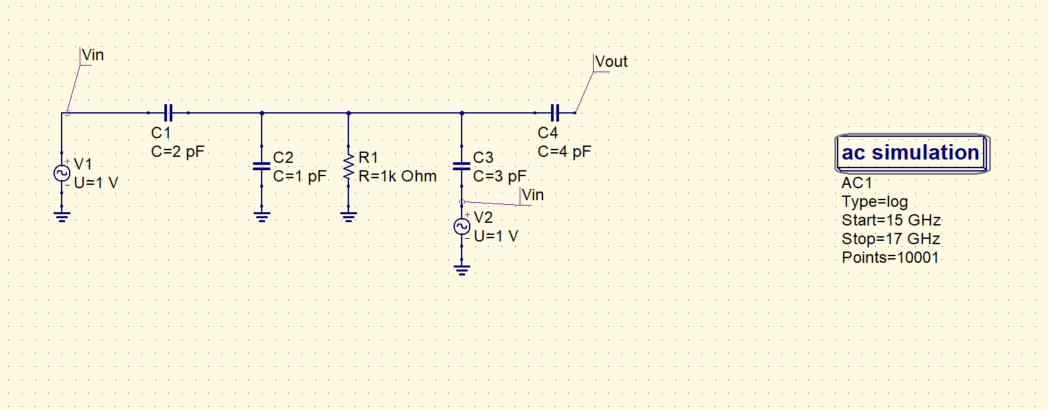 Vin
Vout
C1
C=2 pF
V1
U=1 V
C2
C=1 pF
R1
R=1k Ohm
C3
C=3 pF
C4
C=4 pF
Vin
V2
U=1 V
ac simulation
AC1
Type=log
Start=15 GHz
Stop=17 GHz
Points=10001